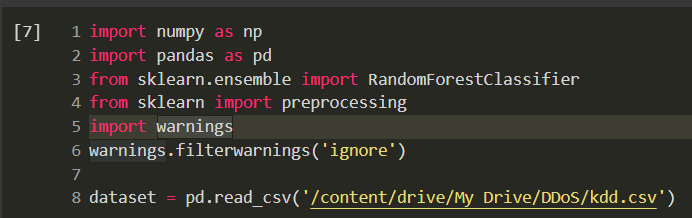 [7] 1 import numpy as np
2 import pandas as pd
3 from sklearn.ensemble import RandomForestClassifier
4 from sklearn import preprocessing
5 import warnings
6 warnings.filterwarnings('ignore')
7
8 dataset = pd.read_csv('/content/drive/My Drive/DDoS/kdd.csv')